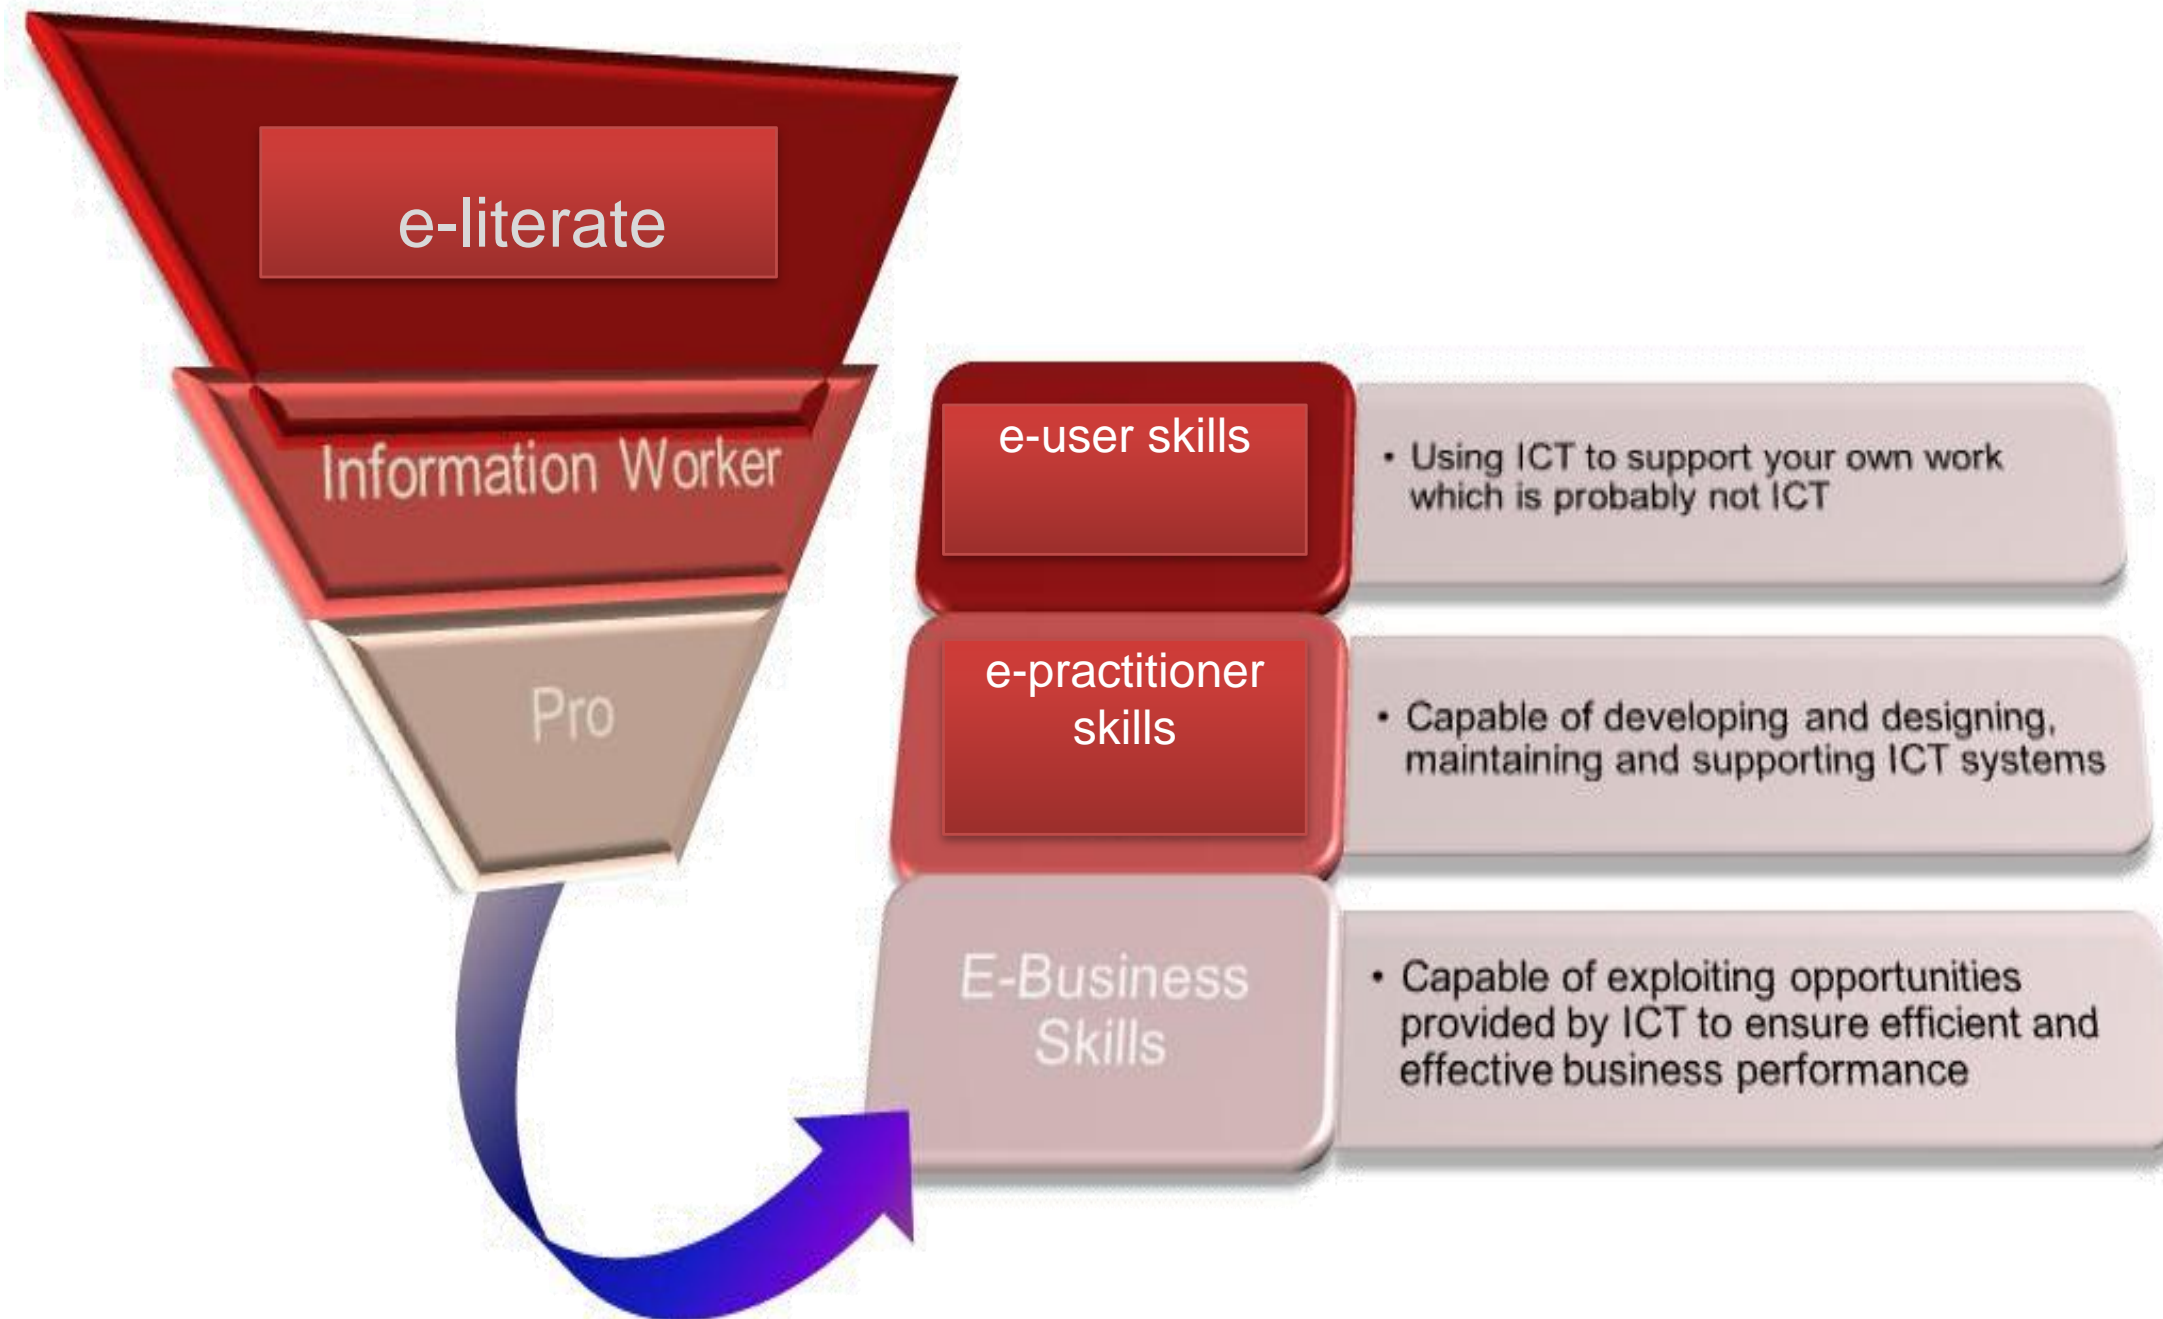 e-literate
Information Worker
Pro
e-user skills
• Using ICT to support your own work
which is probably not ICT
e-practitioner
skills
• Capable of developing and designing,
maintaining and supporting ICT systems
E-Business
Skills
• Capable of exploiting opportunities
provided by ICT to ensure efficient and
effective business performance